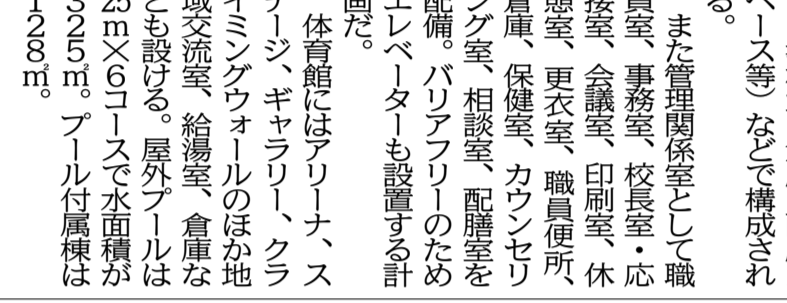 ペース等）などで構成され
る。
　また管理関係室として職
員室、事務室、校長室・応
接室、会議室、印刷室、休
憩室、更衣室、職員便所、
倉庫、保健室、カウンセリ
ング室、相談室、配膳室を
配備。バリアフリーのため
エレベーターも設置する計
画だ。
　体育館にはアリーナ、ス
テージ、ギャラリー、クラ
イミングウォールのほか地
域交流室、給湯室、倉庫な
ども設ける。屋外プールは
25m×6コースで水面積が
325㎡。プール付属棟は
128㎡。